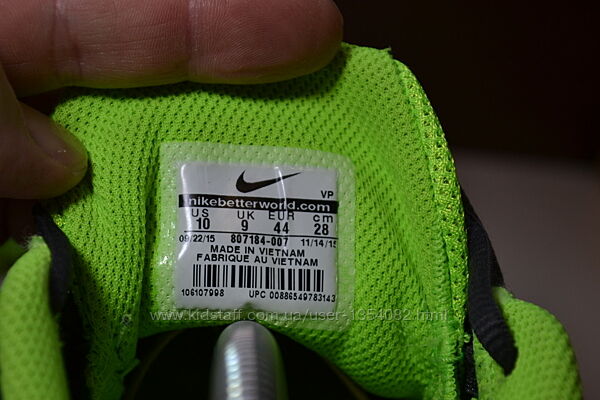 VP
nikebetterworld.com
US UK EUR cm
10 9 44 28
09/22/15 807184-007 11/14/15
MADE IN VIETNAM
FABRIQUE AU VIETNAM
106107998 UPC 00886549783143
www.kidstaff.com.ua/user-1354082.html